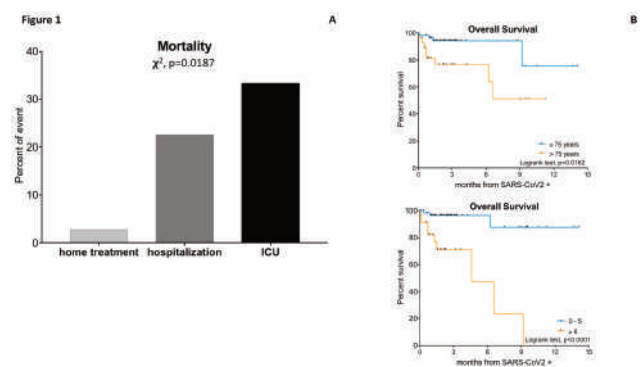 Figure 1
A
B
Mortality
χ², p=0.0187
Percent of event
40
30
20
10
0
home treatment
hospitalization
ICU
Overall Survival
Percent survival
100
80
60
40
20
0
0 3 6 9 12 15
≤ 75 years
> 75 years
Logrank test, p=0.0162
months from SARS-CoV2 +
Overall Survival
Percent survival
100
80
60
40
20
0
0 3 6 9 12 15
0 - 5
≥ 6
Logrank test, p<0.0001
months from SARS-CoV2 +